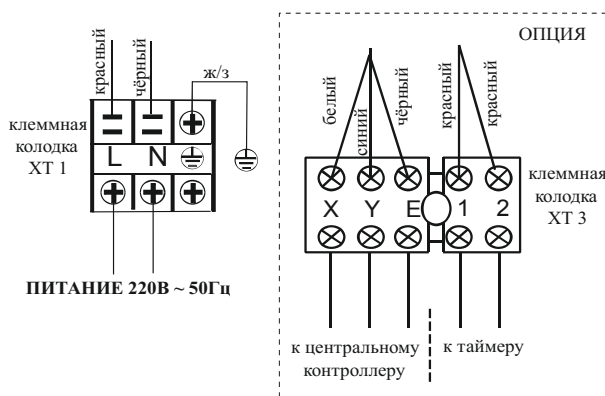 ОПЦИЯ
красный
чёрный
ж/з
белый
синий
чёрный
красный
красный
клеммная
колодка
XT 1
L N
клеммная
колодка
XT 3
X Y E 1 2
ПИТАНИЕ 220В ~ 50Гц
к центральному
контроллеру
к таймеру